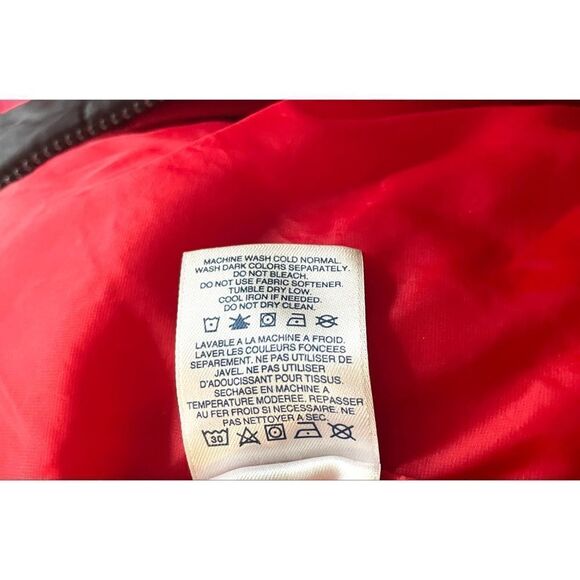 MACHINE WASH COLD NORMAL.
WASH DARK COLORS SEPARATELY.
DO NOT BLEACH.
DO NOT USE FABRIC SOFTENER.
TUMBLE DRY LOW.
COOL IRON IF NEEDED.
DO NOT DRY CLEAN.
LAVABLE A LA MACHINE A FROID.
LAVER LES COULEURS FONCEES
SEPAREMENT. NE PAS UTILISER DE
JAVEL. NE PAS UTILISER
D'ADOUCISSANT POUR TISSUS.
SECHAGE EN MACHINE A
TEMPERATURE MODEREE. REPASSER
AU FER FROID SI NECESSAIRE. NE
PAS NETTOYER A SEC.
30